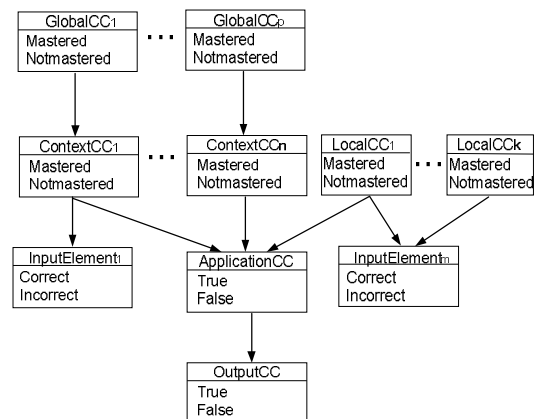 GlobalCC1 ... GlobalCCp
Mastered Mastered
Notmastered Notmastered
ContextCC1 ... ContextCCn LocalCC1 ... LocalCCk
Mastered Mastered Mastered Mastered
Notmastered Notmastered Notmastered Notmastered
InputElement1 ApplicationCC InputElementm
Correct True Correct
Incorrect False Incorrect
OutputCC
True
False